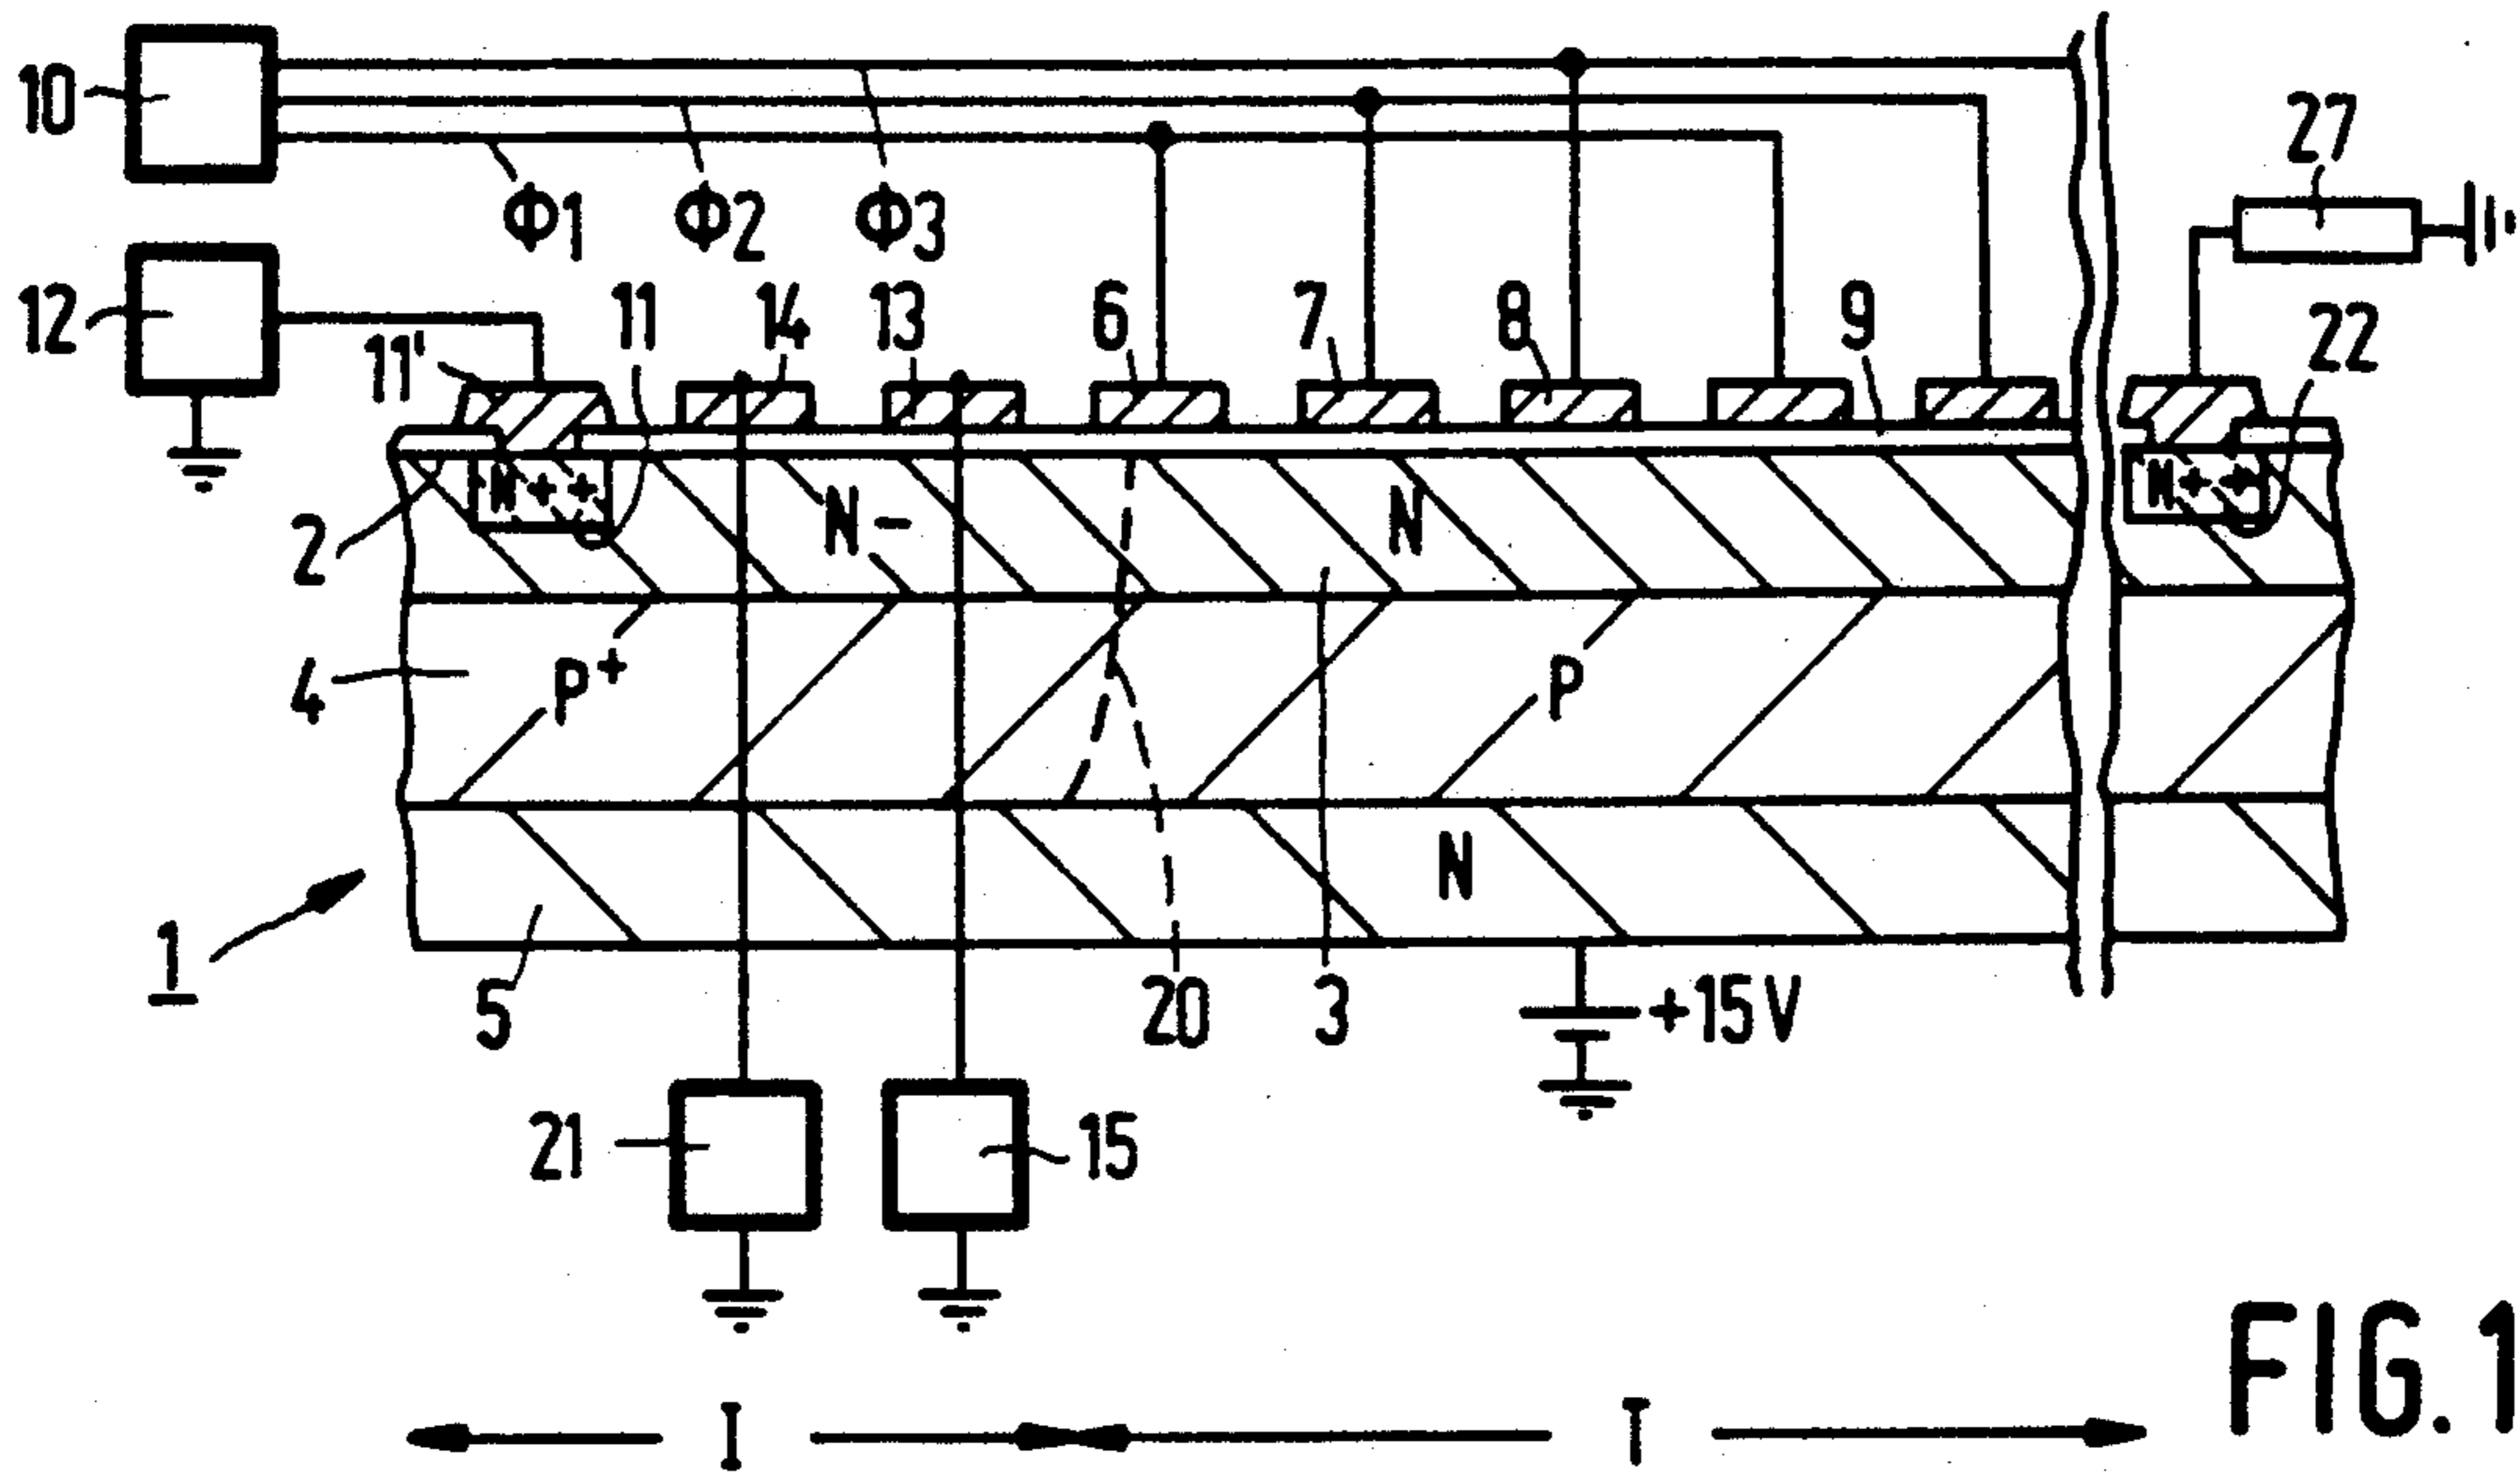 10
27
Φ1 Φ2 Φ3
12 11' 11 14 13 6 7 8 9 22
2 N++ N- N N++
4 P+ P
N
1 5 20 3 +15V
21 15
FIG.1
I T